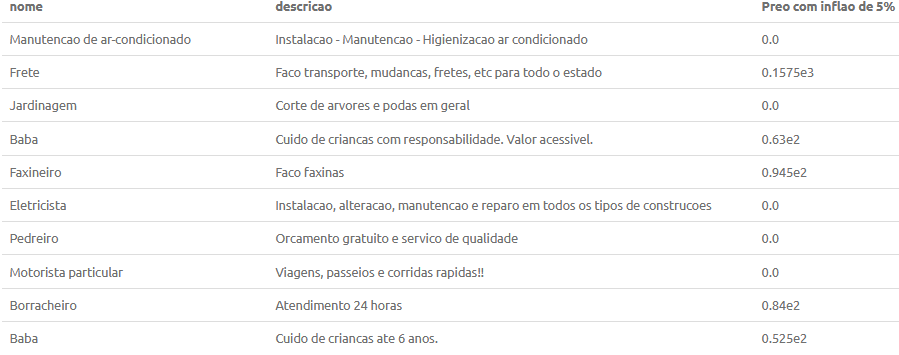 nome descricao Preo com inflao de 5%
Manutencao de ar-condicionado Instalacao - Manutencao - Higienizacao ar condicionado 0.0
Frete Faco transporte, mudancas, fretes, etc para todo o estado 0.1575e3
Jardinagem Corte de arvores e podas em geral 0.0
Baba Cuido de criancas com responsabilidade. Valor acessivel. 0.63e2
Faxineiro Faco faxinas 0.945e2
Eletricista Instalacao, alteracao, manutencao e reparo em todos os tipos de construcoes 0.0
Pedreiro Orcamento gratuito e servico de qualidade 0.0
Motorista particular Viagens, passeios e corridas rapidas!! 0.0
Borracheiro Atendimento 24 horas 0.84e2
Baba Cuido de criancas ate 6 anos. 0.525e2